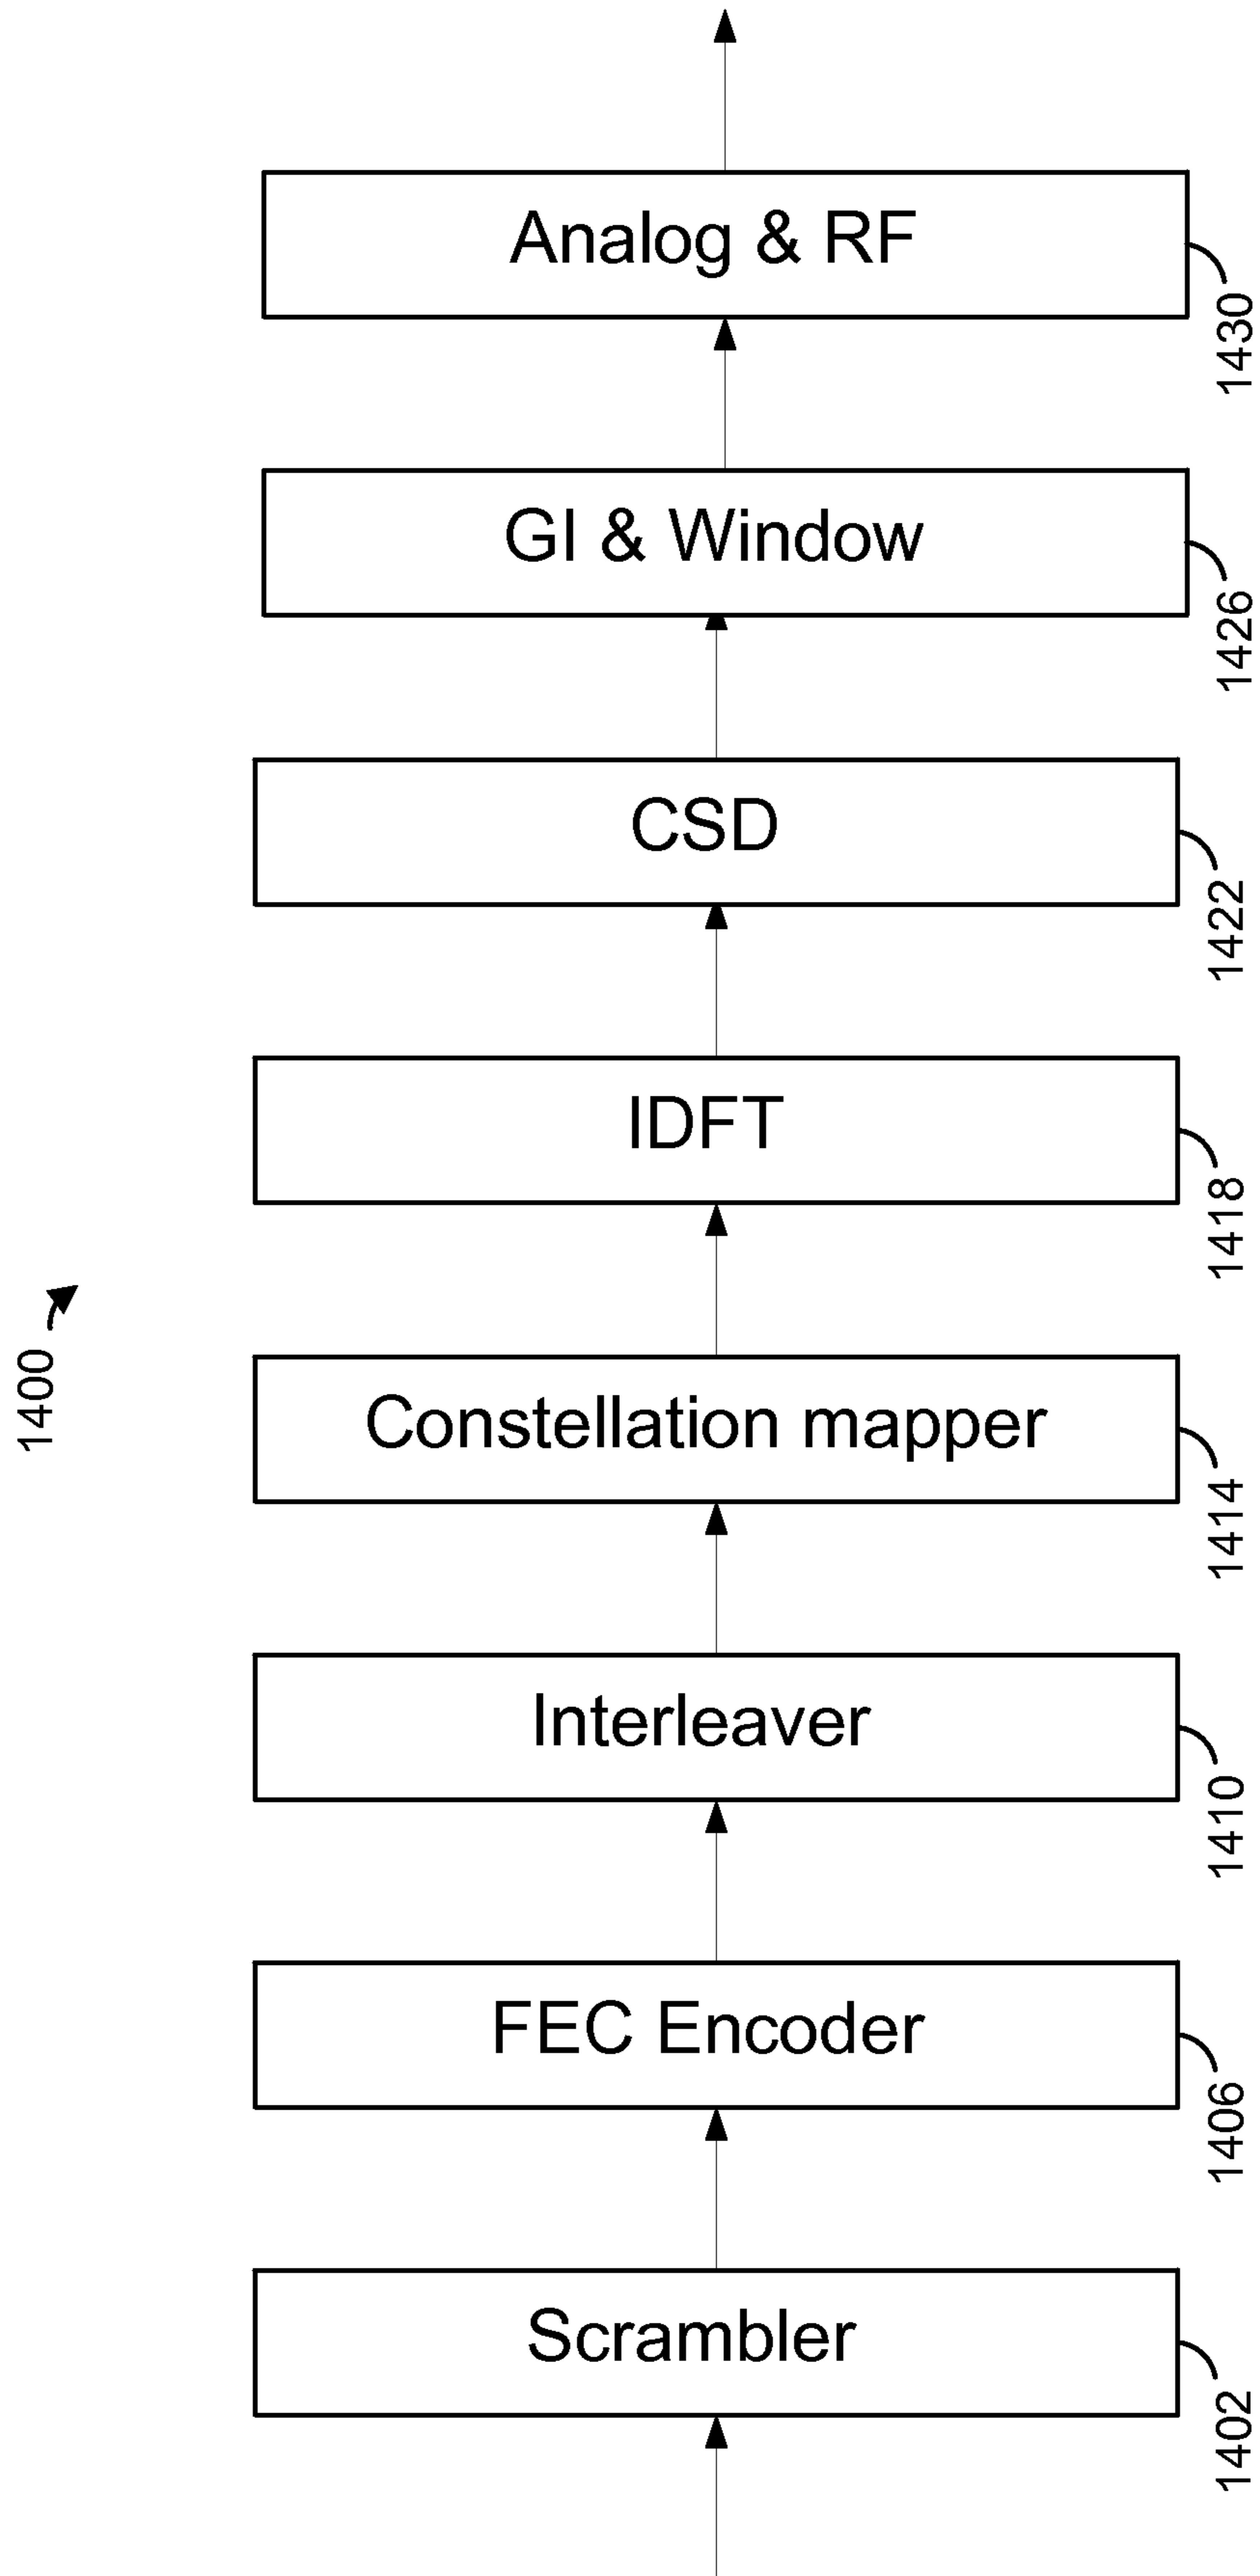 Analog & RF
1430
GI & Window
1426
CSD
1422
IDFT
1418
1400
Constellation mapper
1414
Interleaver
1410
FEC Encoder
1406
Scrambler
1402